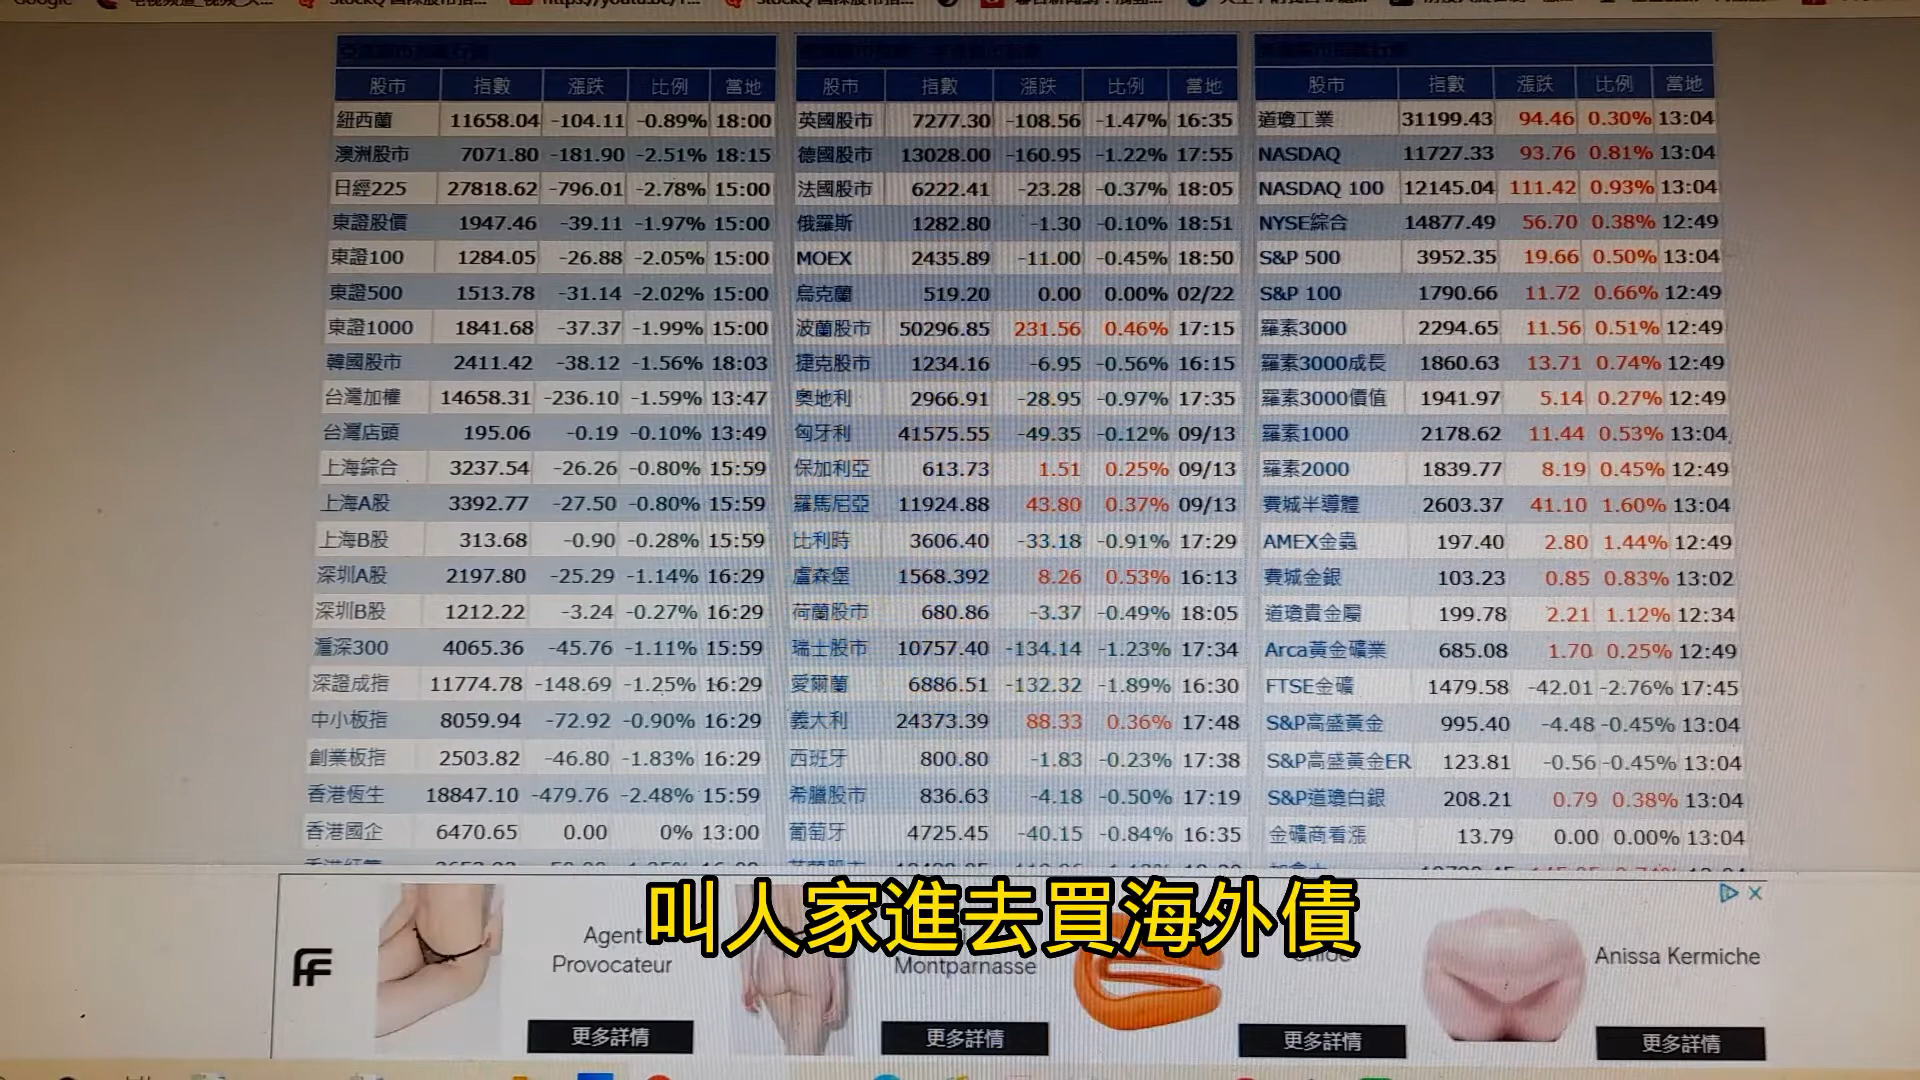 股市 指數 漲跌 比例 當地
紐西蘭 11658.04 -104.11 -0.89% 18:00
澳洲股市 7071.80 -181.90 -2.51% 18:15
日經225 27818.62 -796.01 -2.78% 15:00
東證股價 1947.46 -39.11 -1.97% 15:00
東證100 1284.05 -26.88 -2.05% 15:00
東證500 1513.78 -31.14 -2.02% 15:00
東證1000 1841.68 -37.37 -1.99% 15:00
韓國股市 2411.42 -38.12 -1.56% 18:03
台灣加權 14658.31 -236.10 -1.59% 13:47
台灣店頭 195.06 -0.19 -0.10% 13:49
上海綜合 3237.54 -26.26 -0.80% 15:59
上海A股 3392.77 -27.50 -0.80% 15:59
上海B股 313.68 -0.90 -0.28% 15:59
深圳A股 2197.80 -25.29 -1.14% 16:29
深圳B股 1212.22 -3.24 -0.27% 16:29
滬深300 4065.36 -45.76 -1.11% 15:59
深證成指 11774.78 -148.69 -1.25% 16:29
中小板指 8059.94 -72.92 -0.90% 16:29
創業板指 2503.82 -46.80 -1.83% 16:29
香港恆生 18847.10 -479.76 -2.48% 15:59
香港國企 6470.65 0.00 0% 13:00
股市 指數 漲跌 比例 當地
英國股市 7277.30 -108.56 -1.47% 16:35
德國股市 13028.00 -160.95 -1.22% 17:55
法國股市 6222.41 -23.28 -0.37% 18:05
俄羅斯 1282.80 -1.30 -0.10% 18:51
MOEX 2435.89 -11.00 -0.45% 18:50
烏克蘭 519.20 0.00 0.00% 02/22
波蘭股市 50296.85 231.56 0.46% 17:15
捷克股市 1234.16 -6.95 -0.56% 16:15
奧地利 2966.91 -28.95 -0.97% 17:35
匈牙利 41575.55 -49.35 -0.12% 09/13
保加利亞 613.73 1.51 0.25% 09/13
羅馬尼亞 11924.88 43.80 0.37% 09/13
比利時 3606.40 -33.18 -0.91% 17:29
盧森堡 1568.392 8.26 0.53% 16:13
荷蘭股市 680.86 -3.37 -0.49% 18:05
瑞士股市 10757.40 -134.14 -1.23% 17:34
愛爾蘭 6886.51 -132.32 -1.89% 16:30
義大利 24373.39 88.33 0.36% 17:48
西班牙 800.80 -1.83 -0.23% 17:38
希臘股市 836.63 -4.18 -0.50% 17:19
葡萄牙 4725.45 -40.15 -0.84% 16:35
股市 指數 漲跌 比例 當地
道瓊工業 31199.43 94.46 0.30% 13:04
NASDAQ 11727.33 93.76 0.81% 13:04
NASDAQ 100 12145.04 111.42 0.93% 13:04
NYSE綜合 14877.49 56.70 0.38% 12:49
S&P 500 3952.35 19.66 0.50% 13:04
S&P 100 1790.66 11.72 0.66% 12:49
羅素3000 2294.65 11.56 0.51% 12:49
羅素3000成長 1860.63 13.71 0.74% 12:49
羅素3000價值 1941.97 5.14 0.27% 12:49
羅素1000 2178.62 11.44 0.53% 13:04
羅素2000 1839.77 8.19 0.45% 12:49
費城半導體 2603.37 41.10 1.60% 13:04
AMEX金蟲 197.40 2.80 1.44% 12:49
費城金銀 103.23 0.85 0.83% 13:02
道瓊貴金屬 199.78 2.21 1.12% 12:34
Arca黃金礦業 685.08 1.70 0.25% 12:49
FTSE金礦 1479.58 -42.01 -2.76% 17:45
S&P高盛黃金 995.40 -4.48 -0.45% 13:04
S&P高盛黃金ER 123.81 -0.56 -0.45% 13:04
S&P道瓊白銀 208.21 0.79 0.38% 13:04
金礦商看漲 13.79 0.00 0.00% 13:04
叫人家進去買海外債
Agent
Provocateur
更多詳情
Montparnasse
更多詳情
更多詳情
Anissa Kermiche
更多詳情